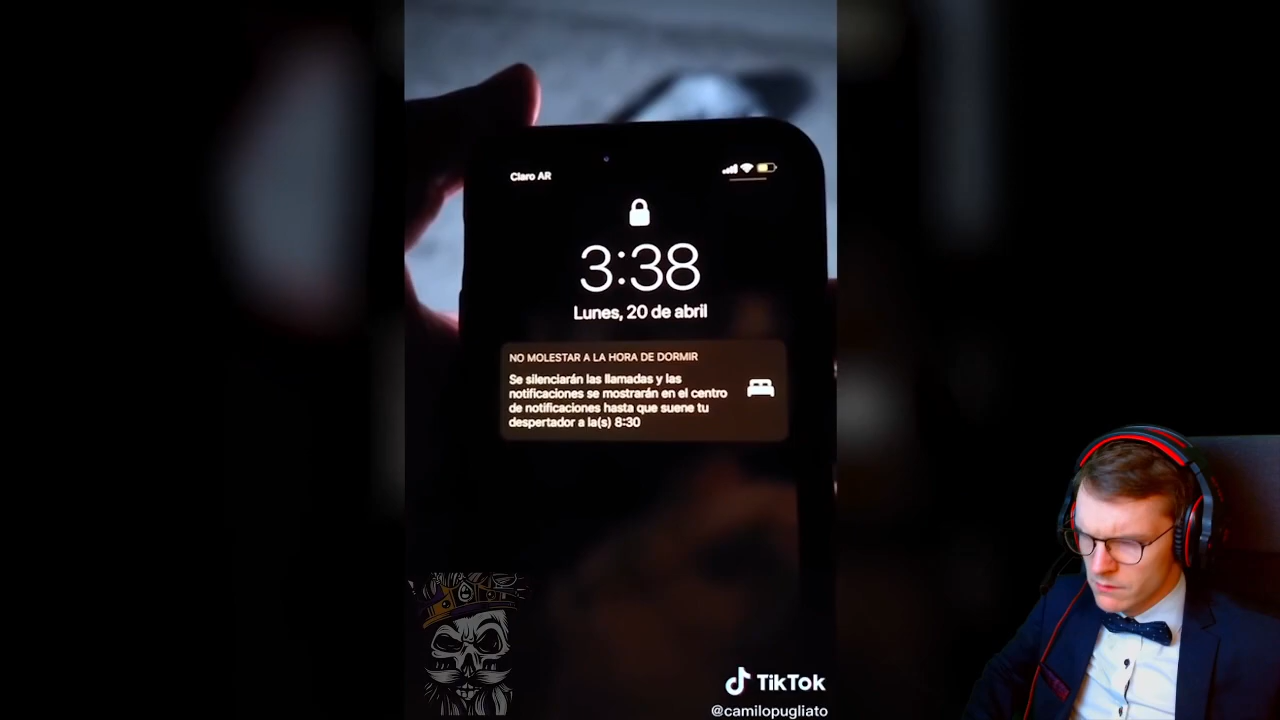 Claro AR
3:38
Lunes, 20 de abril
NO MOLESTAR A LA HORA DE DORMIR
Se silenciarán las llamadas y las
notificaciones se mostrarán en el centro
de notificaciones hasta que suene tu
despertador a la(s) 8:30
TikTok
@camilopugliato